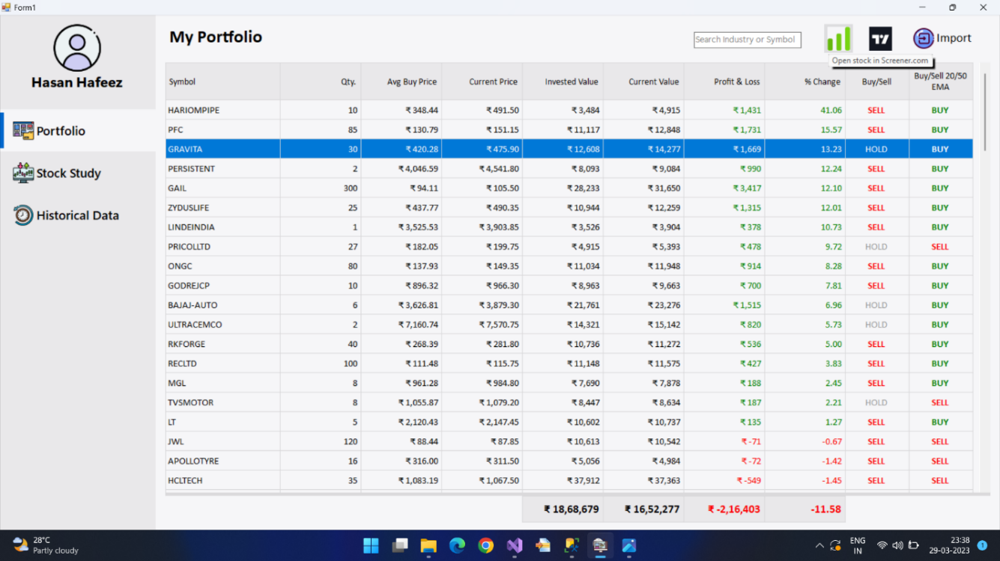 Form1
My Portfolio
Search Industry or Symbol
Import
Open stock in Screener.com
Hasan Hafeez
Portfolio
Stock Study
Historical Data
Symbol Qty. Avg Buy Price Current Price Invested Value Current Value Profit & Loss % Change Buy/Sell Buy/Sell 20/50
EMA
HARIOMPIPE 10 ₹ 348.44 ₹ 491.50 ₹ 3,484 ₹ 4,915 ₹ 1,431 41.06 SELL BUY
PFC 85 ₹ 130.79 ₹ 151.15 ₹ 11,117 ₹ 12,848 ₹ 1,731 15.57 SELL BUY
GRAVITA 30 ₹ 420.28 ₹ 475.90 ₹ 12,608 ₹ 14,277 ₹ 1,669 13.23 HOLD BUY
PERSISTENT 2 ₹ 4,046.59 ₹ 4,541.80 ₹ 8,093 ₹ 9,084 ₹ 990 12.24 SELL BUY
GAIL 300 ₹ 94.11 ₹ 105.50 ₹ 28,233 ₹ 31,650 ₹ 3,417 12.10 SELL BUY
ZYDUSLIFE 25 ₹ 437.77 ₹ 490.35 ₹ 10,944 ₹ 12,259 ₹ 1,315 12.01 SELL BUY
LINDEINDIA 1 ₹ 3,525.53 ₹ 3,903.85 ₹ 3,526 ₹ 3,904 ₹ 378 10.73 SELL BUY
PRICOLLTD 27 ₹ 182.05 ₹ 199.75 ₹ 4,915 ₹ 5,393 ₹ 478 9.72 HOLD SELL
ONGC 80 ₹ 137.93 ₹ 149.35 ₹ 11,034 ₹ 11,948 ₹ 914 8.28 SELL BUY
GODREJCP 10 ₹ 896.32 ₹ 966.30 ₹ 8,963 ₹ 9,663 ₹ 700 7.81 SELL BUY
BAJAJ-AUTO 6 ₹ 3,626.81 ₹ 3,879.30 ₹ 21,761 ₹ 23,276 ₹ 1,515 6.96 HOLD BUY
ULTRACEMCO 2 ₹ 7,160.74 ₹ 7,570.75 ₹ 14,321 ₹ 15,142 ₹ 820 5.73 HOLD BUY
RKFORGE 40 ₹ 268.39 ₹ 281.80 ₹ 10,736 ₹ 11,272 ₹ 536 5.00 SELL BUY
RECLTD 100 ₹ 111.48 ₹ 115.75 ₹ 11,148 ₹ 11,575 ₹ 427 3.83 SELL BUY
MGL 8 ₹ 961.28 ₹ 984.80 ₹ 7,690 ₹ 7,878 ₹ 188 2.45 SELL BUY
TVSMOTOR 8 ₹ 1,055.87 ₹ 1,079.20 ₹ 8,447 ₹ 8,634 ₹ 187 2.21 HOLD SELL
LT 5 ₹ 2,120.43 ₹ 2,147.45 ₹ 10,602 ₹ 10,737 ₹ 135 1.27 SELL BUY
JWL 120 ₹ 88.44 ₹ 87.85 ₹ 10,613 ₹ 10,542 ₹ -71 -0.67 SELL SELL
APOLLOTYRE 16 ₹ 316.00 ₹ 311.50 ₹ 5,056 ₹ 4,984 ₹ -72 -1.42 SELL SELL
HCLTECH 35 ₹ 1,083.19 ₹ 1,067.50 ₹ 37,912 ₹ 37,363 ₹ -549 -1.45 SELL SELL
₹ 18,68,679 ₹ 16,52,277 ₹ -2,16,403 -11.58
28°C
Partly cloudy
ENG
IN
23:38
29-03-2023
1